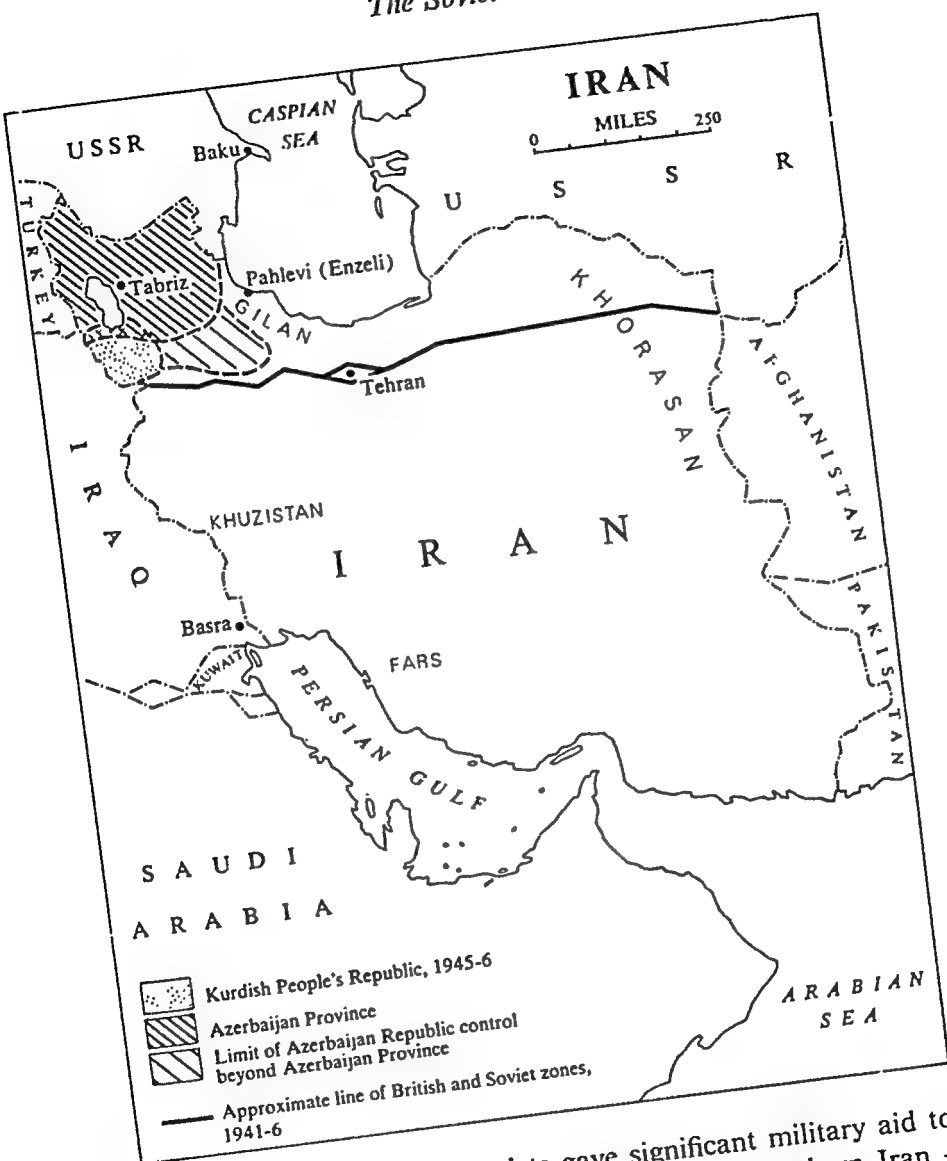 The Soviet
IRAN
MILES
0 250
CASPIAN
SEA
USSR
Baku
U S S R
TURKEY
Tabriz
Pahlevi (Enzeli)
GILAN
KHORASAN
Tehran
AFGHANISTAN
IRAQ
KHUZISTAN
I R A N
Basra
KUWAIT
FARS
PAKISTAN
PERSIAN GULF
SAUDI
ARABIA
ARABIAN
SEA
Kurdish People's Republic, 1945-6
Azerbaijan Province
Limit of Azerbaijan Republic control
beyond Azerbaijan Province
Approximate line of British and Soviet zones,
1941-6
gave significant military aid to
Iran